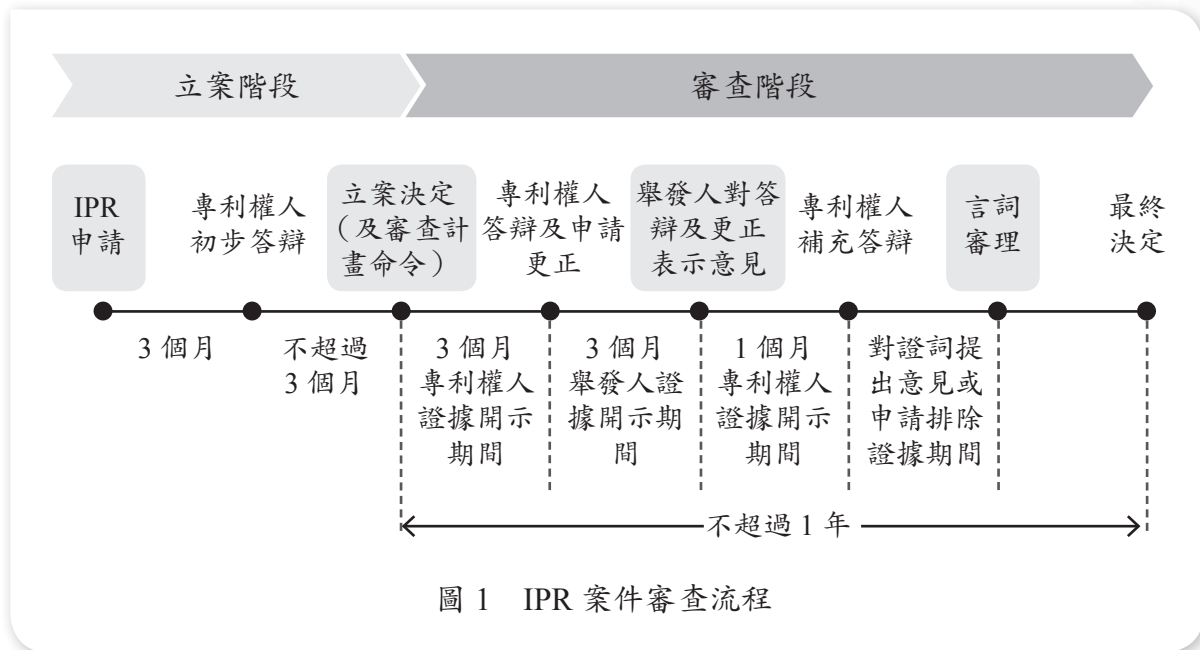 立案階段
審查階段
IPR
申請
專利權人
初步答辯
立案決定
（及審查計
畫命令）
專利權人
答辯及申請
更正
舉發人對答
辯及更正
表示意見
專利權人
補充答辯
言詞
審理
最終
決定
3 個月
不超過
3 個月
3 個月
專利權人
證據開示
期間
3 個月
舉發人證
據開示期
間
1 個月
專利權人
證據開示
期間
對證詞提
出意見或
申請排除
證據期間
不超過 1 年
圖 1 IPR 案件審查流程